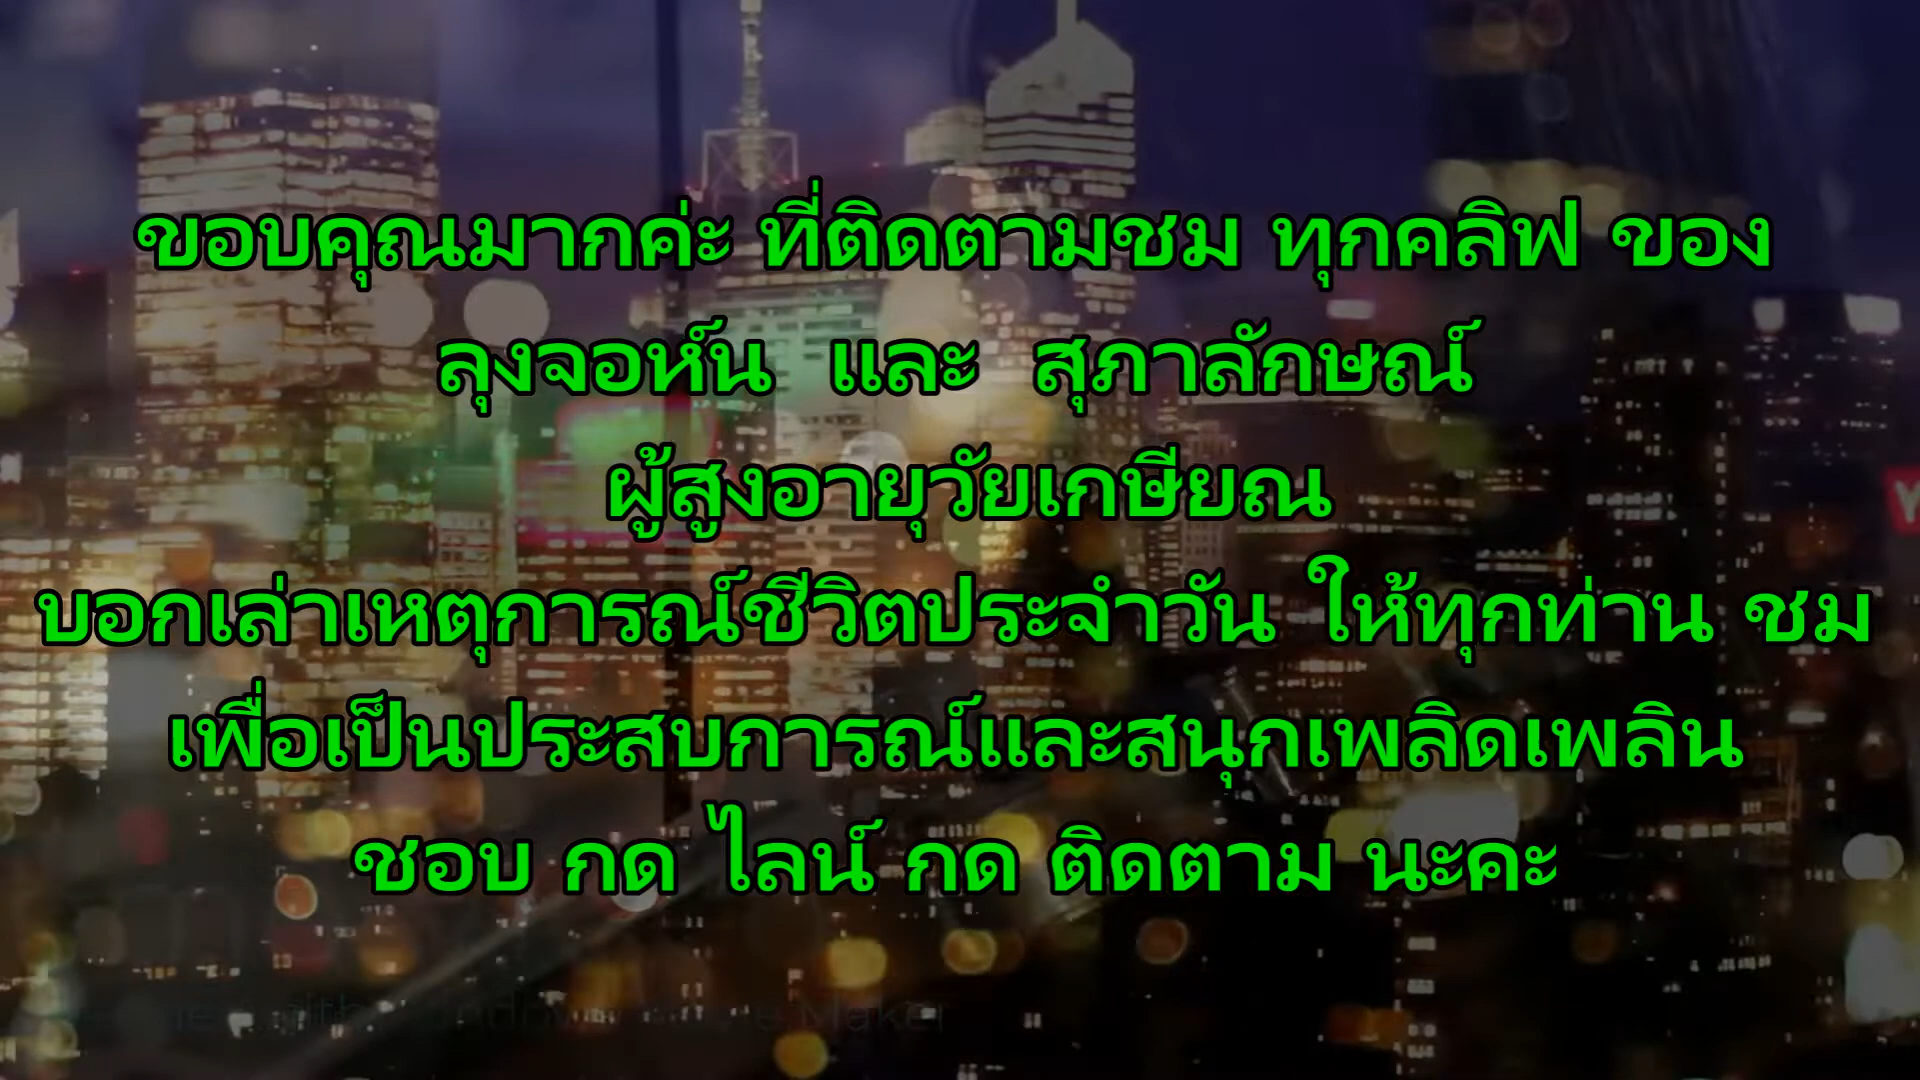 ขอบคุณมากค่ะ ที่ติดตามชม ทุกคลิฟ ของ
ลุงจอห์น และ สุภาลักษณ์
ผู้สูงอายุวัยเกษียณ
บอกเล่าเหตุการณ์ชีวิตประจำวัน ให้ทุกท่าน ชม
เพื่อเป็นประสบการณ์และสนุกเพลิดเพลิน
ชอบ กด ไลน์ กด ติดตาม นะคะ
Movie Maker